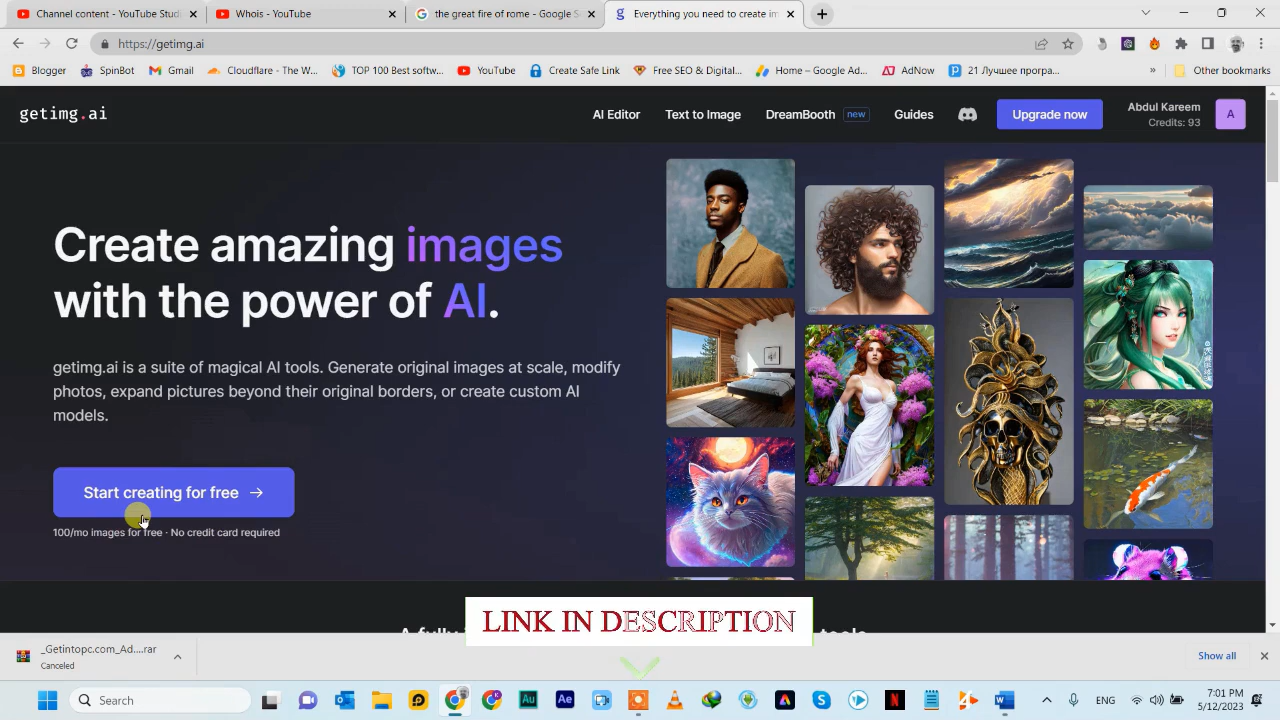 Channel content - YouTube Studi
Whois - YouTube
the great fire of rome - Google Se
Everything you need to create im
https://getimg.ai
Blogger
SpinBot
Gmail
Cloudflare - The W...
TOP 100 Best softw...
YouTube
Create Safe Link
Free SEO & Digital...
Home – Google Ad...
AdNow
21 Лучшее програ...
»
Other bookmarks
getimg.ai
AI Editor
Text to Image
DreamBooth new
Guides
Upgrade now
Abdul Kareem
Credits: 93
A
Create amazing images
with the power of AI.
getimg.ai is a suite of magical AI tools. Generate original images at scale, modify
photos, expand pictures beyond their original borders, or create custom AI
models.
Start creating for free →
100/mo images for free · No credit card required
LINK IN DESCRIPTION
_Getintopc.com_Ad....rar
Canceled
Show all
Search
ENG
7:02 PM
5/12/2023